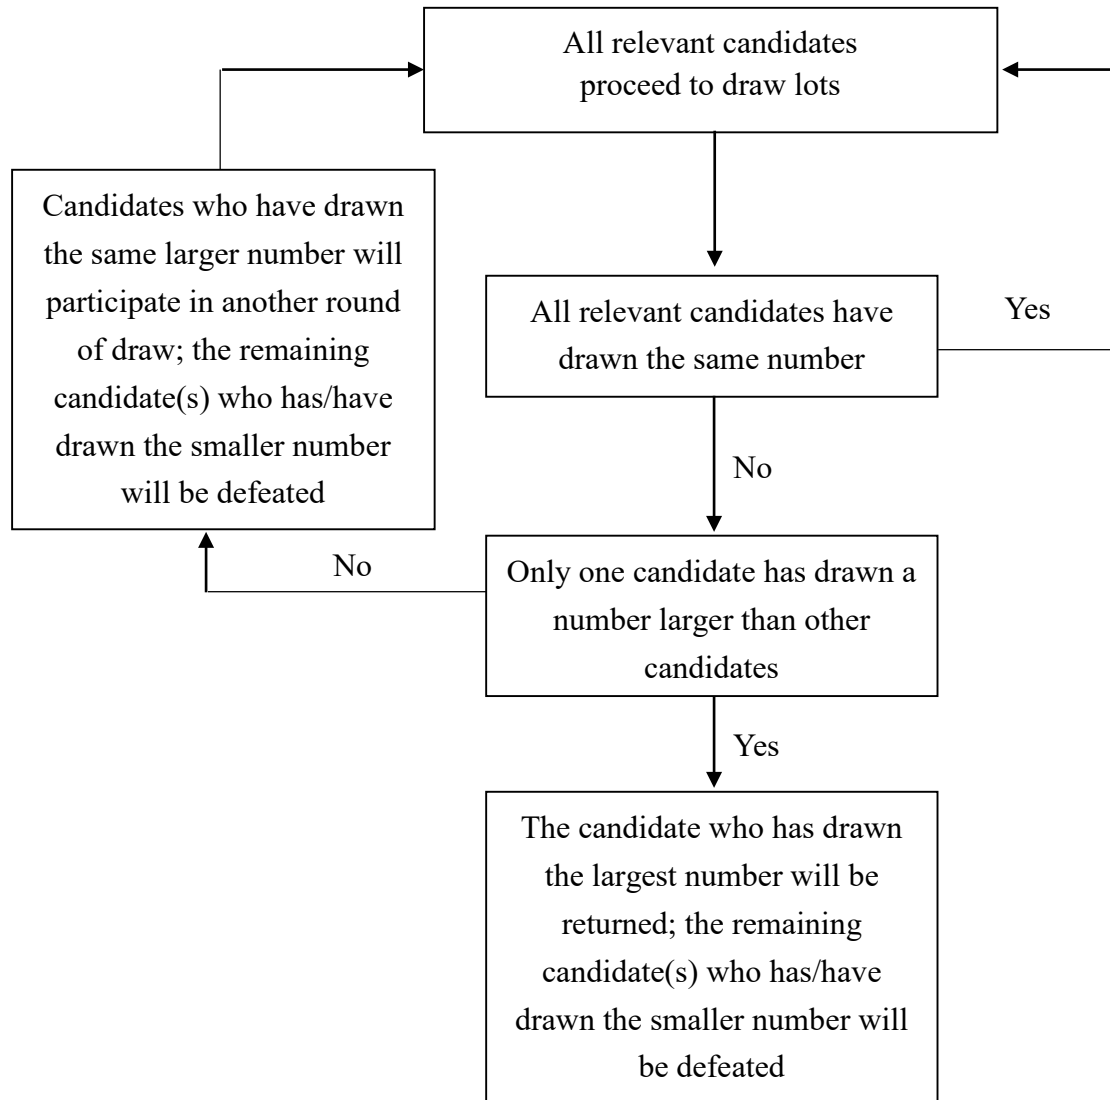 All relevant candidates
proceed to draw lots
Candidates who have drawn
the same larger number will
participate in another round
of draw; the remaining
candidate(s) who has/have
drawn the smaller number
will be defeated
All relevant candidates have
drawn the same number
Yes
No
Only one candidate has drawn a
number larger than other
candidates
No
Yes
The candidate who has drawn
the largest number will be
returned; the remaining
candidate(s) who has/have
drawn the smaller number will
be defeated